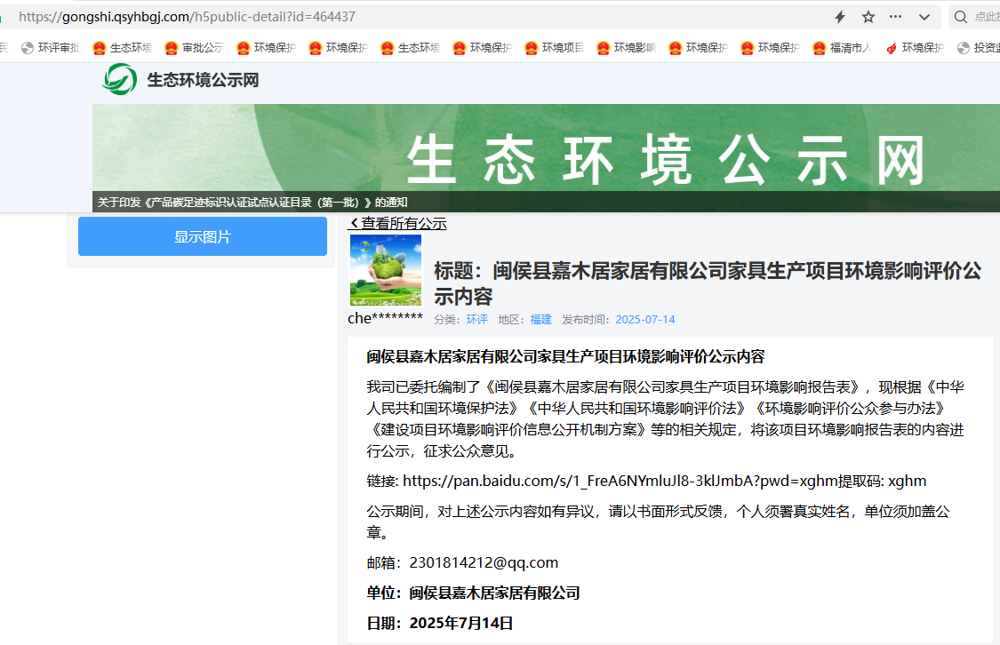 https://gongshi.qsyhbgj.com/h5public-detail?id=464437
点此搜
民 环评审批 生态环境 审批公示 环境保护 环境保护 生态环境 环境保护 环境项目 环境影响 环境保护 环境保护 福清市人 环境保护 投资监
生态环境公示网
生态环境公示网
关于印发《产品碳足迹标识认证试点认证目录（第一批）》的通知
显示图片
查看所有公示
标题：闽侯县嘉木居家居有限公司家具生产项目环境影响评价公
示内容
che********
分类：环评 地区：福建 发布时间：2025-07-14
闽侯县嘉木居家居有限公司家具生产项目环境影响评价公示内容
我司已委托编制了《闽侯县嘉木居家居有限公司家具生产项目环境影响报告表》，现根据《中华
人民共和国环境保护法》《中华人民共和国环境影响评价法》《环境影响评价公众参与办法》
《建设项目环境影响评价信息公开机制方案》等的相关规定，将该项目环境影响报告表的内容进
行公示，征求公众意见。
链接: https://pan.baidu.com/s/1_FreA6NYmluJl8-3klJmbA?pwd=xghm提取码: xghm
公示期间，对上述公示内容如有异议，请以书面形式反馈，个人须署真实姓名，单位须加盖公
章。
邮箱：2301814212@qq.com
单位：闽侯县嘉木居家居有限公司
日期：2025年7月14日